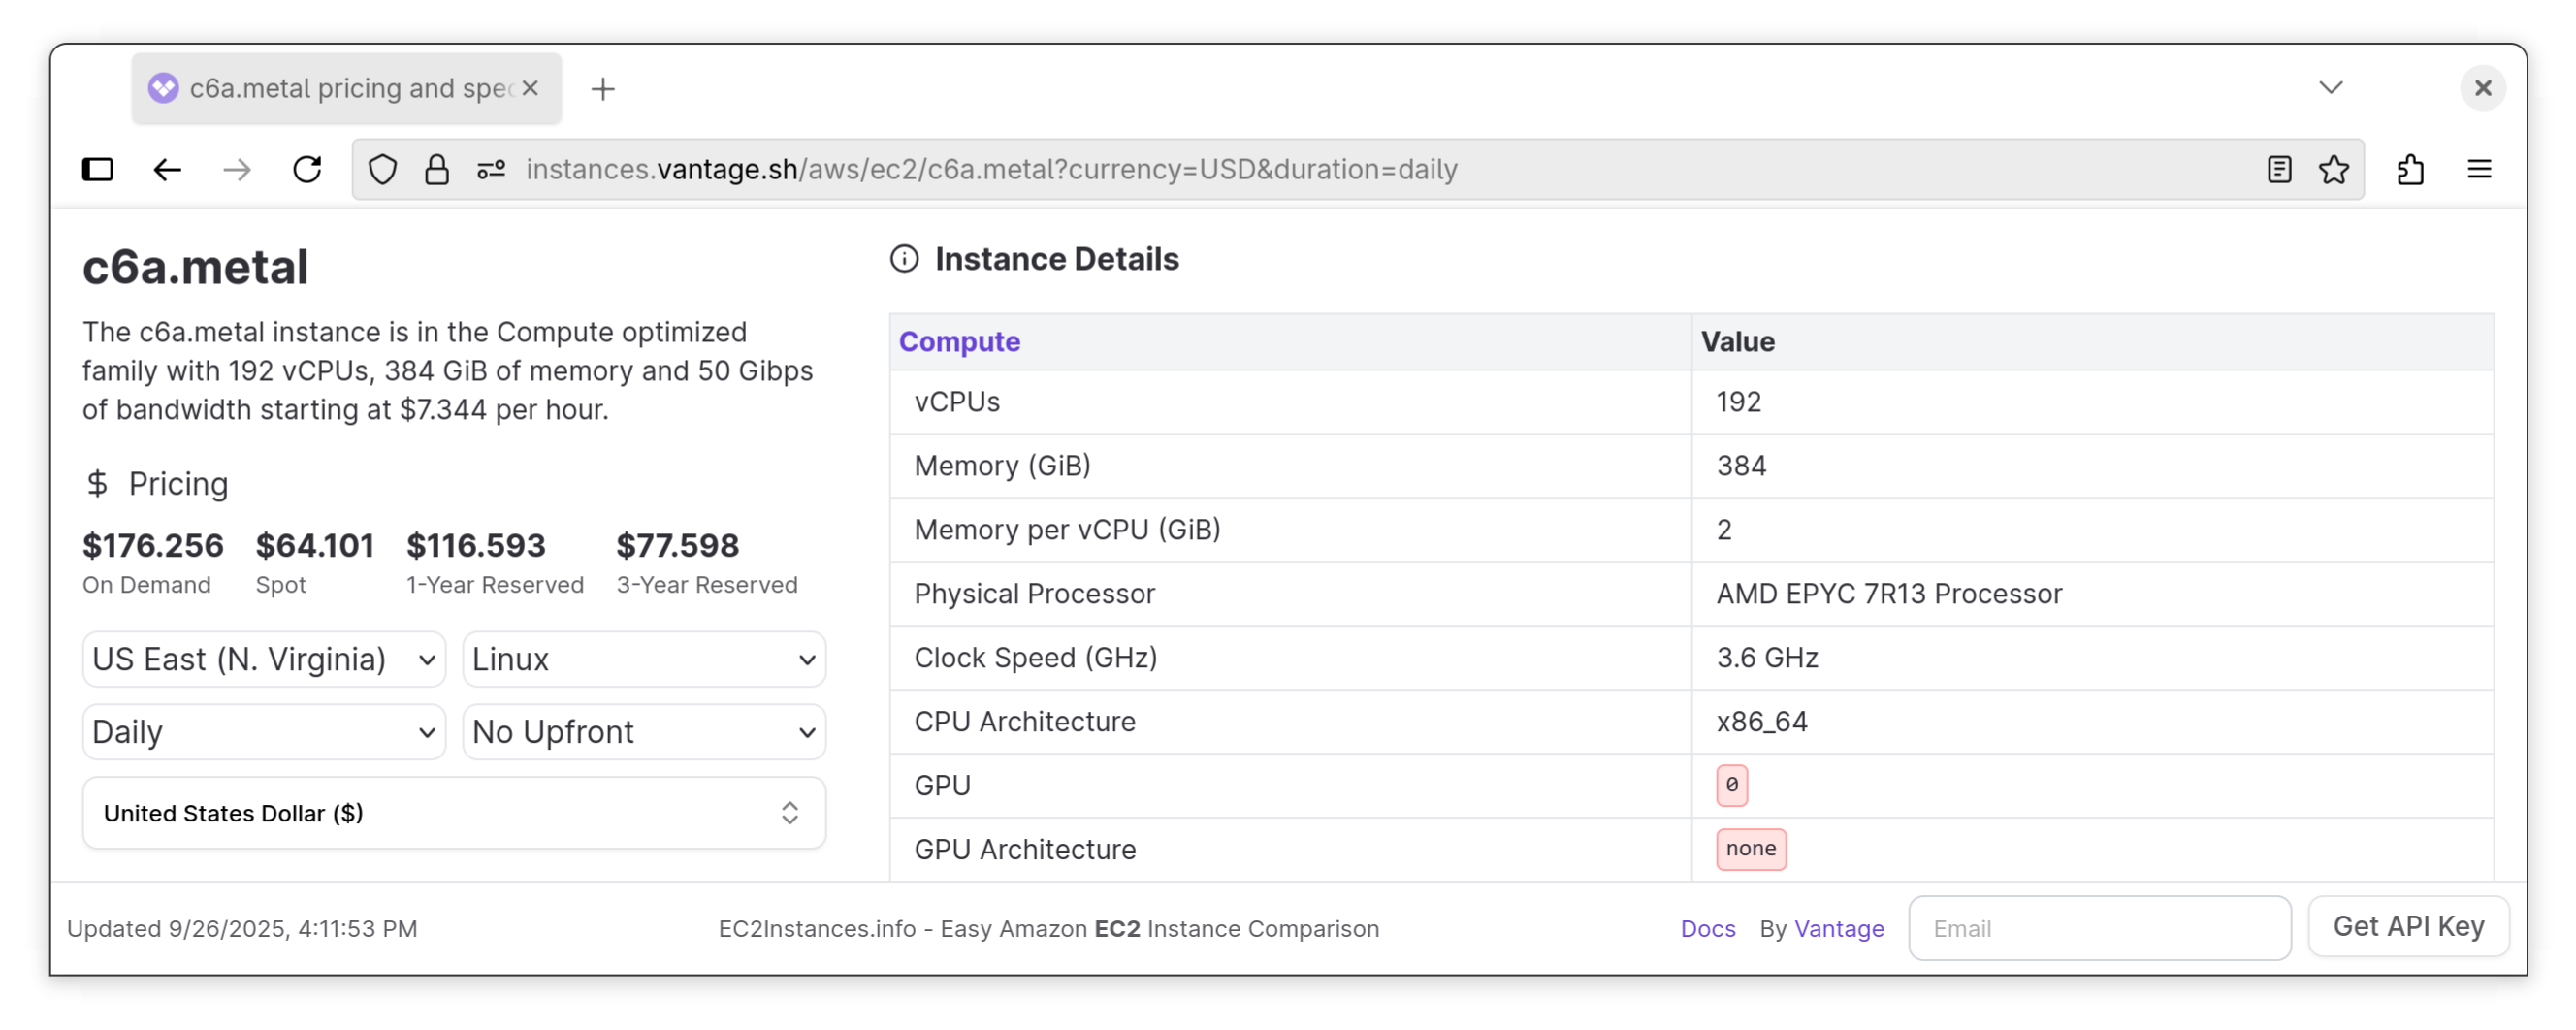 c6a.metal pricing and spec
instances.vantage.sh/aws/ec2/c6a.metal?currency=USD&duration=daily
c6a.metal
The c6a.metal instance is in the Compute optimized
family with 192 vCPUs, 384 GiB of memory and 50 Gibps
of bandwidth starting at $7.344 per hour.
$ Pricing
$176.256 $64.101 $116.593 $77.598
On Demand Spot 1-Year Reserved 3-Year Reserved
US East (N. Virginia) Linux
Daily No Upfront
United States Dollar ($)
Instance Details
Compute Value
vCPUs 192
Memory (GiB) 384
Memory per vCPU (GiB) 2
Physical Processor AMD EPYC 7R13 Processor
Clock Speed (GHz) 3.6 GHz
CPU Architecture x86_64
GPU 0
GPU Architecture none
Updated 9/26/2025, 4:11:53 PM EC2Instances.info - Easy Amazon EC2 Instance Comparison Docs By Vantage Email Get API Key